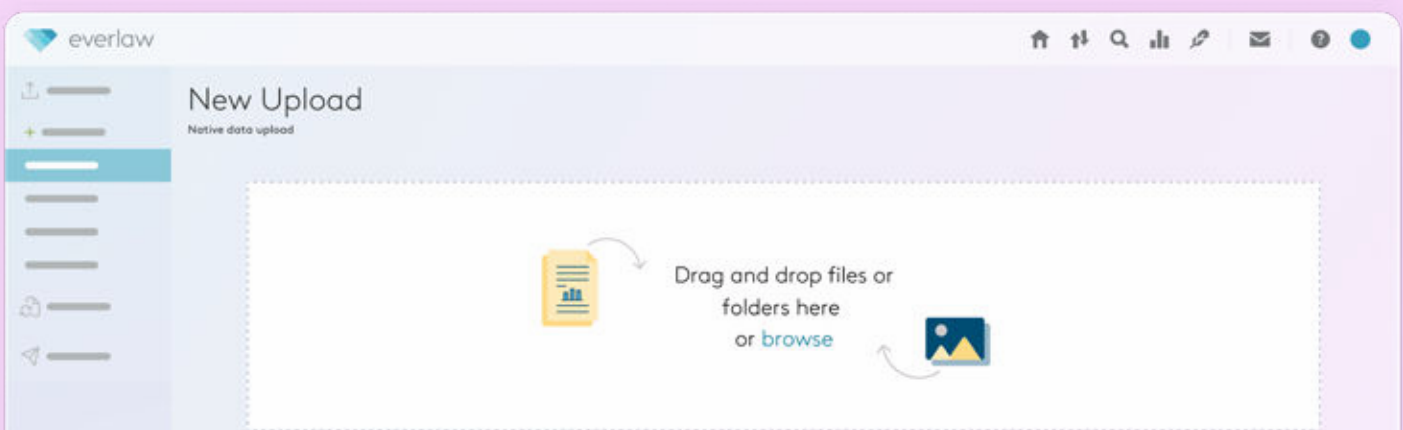 everlaw
New Upload
Native data upload
Drag and drop files or
folders here
or browse